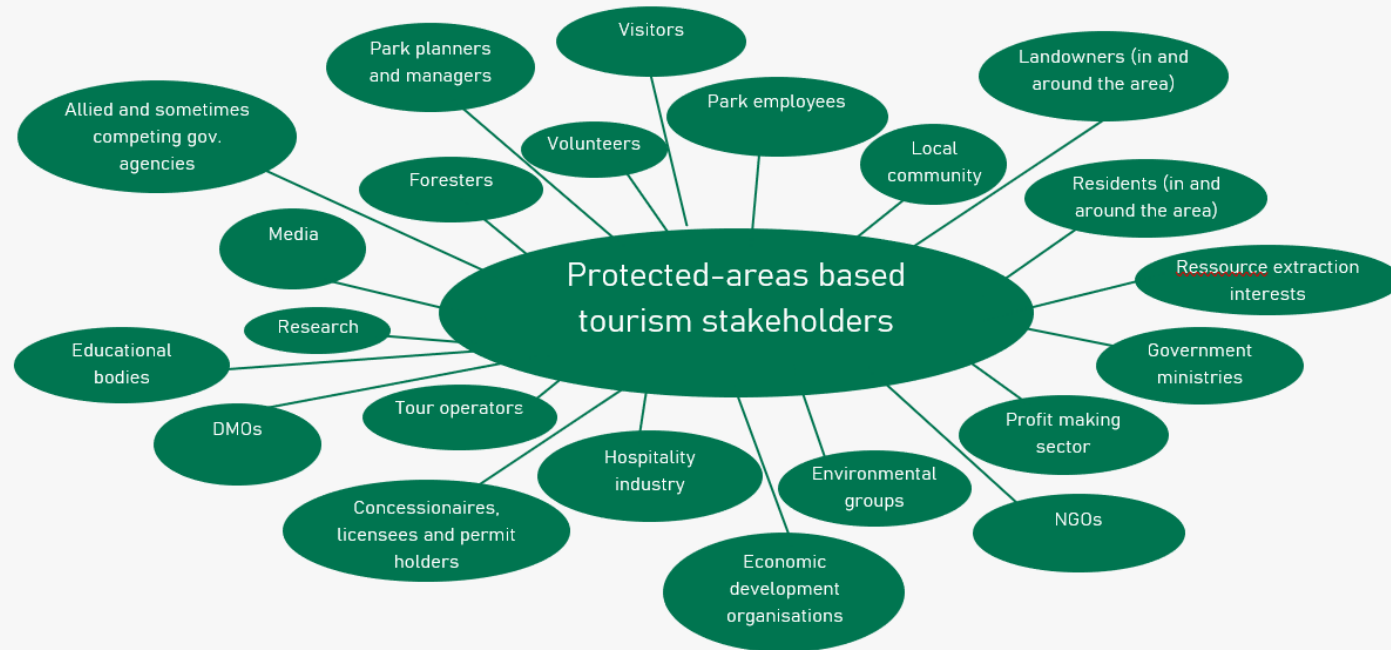 Visitors
Park planners
and managers
Landowners (in and
around the area)
Allied and sometimes
competing gov.
agencies
Park employees
Volunteers
Local
community
Foresters
Residents (in and
around the area)
Media
Protected-areas based
tourism stakeholders
Ressource extraction
interests
Research
Educational
bodies
Government
ministries
DMOs
Tour operators
Profit making
sector
Hospitality
industry
Environmental
groups
Concessionaires,
licensees and permit
holders
NGOs
Economic
development
organisations